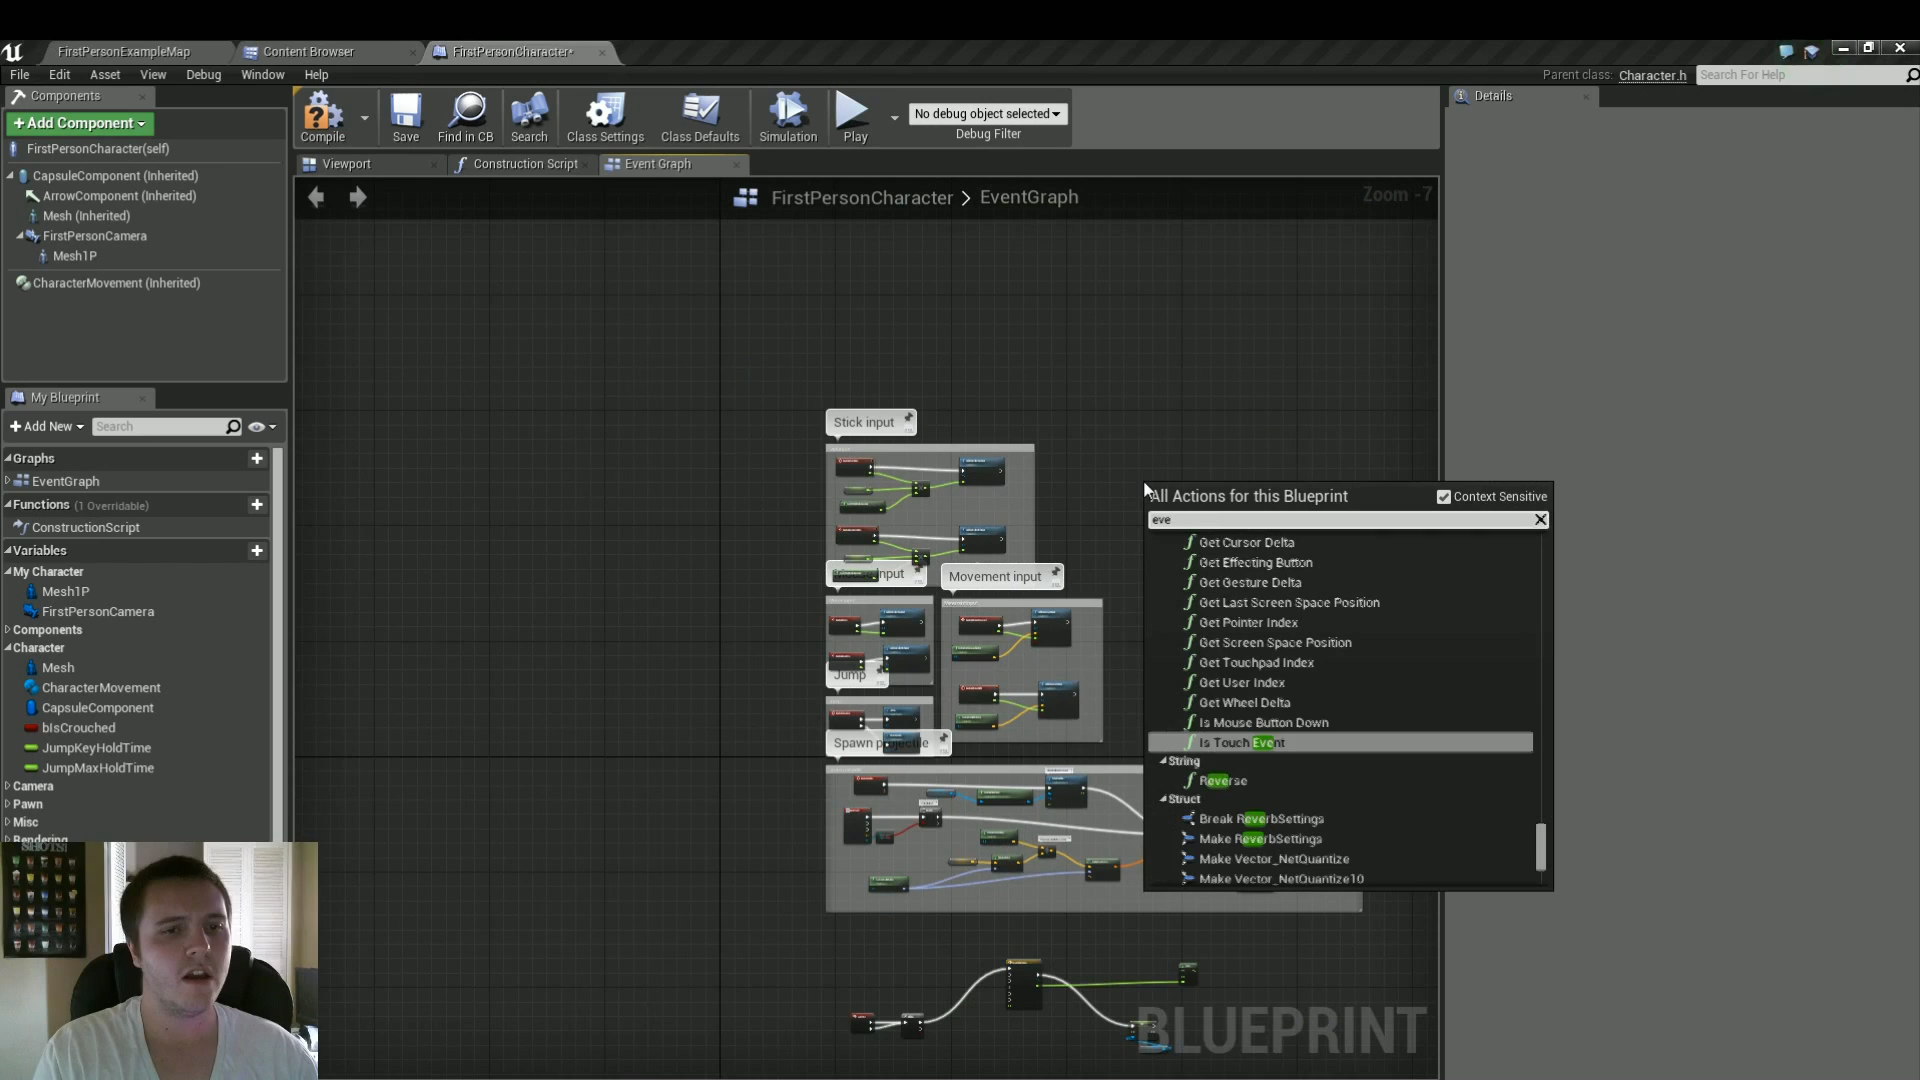 FirstPersonExampleMap
Content Browser
FirstPersonCharacter*
File Edit Asset View Debug Window Help
Parent class: Character.h
Search For Help
Components
+Add Component
FirstPersonCharacter(self)
CapsuleComponent (Inherited)
ArrowComponent (Inherited)
Mesh (Inherited)
FirstPersonCamera
Mesh1P
CharacterMovement (Inherited)
Compile
Save
Find in CB
Search
Class Settings
Class Defaults
Simulation
Play
No debug object selected
Debug Filter
Details
Viewport
Construction Script
Event Graph
FirstPersonCharacter > EventGraph
Zoom -7
My Blueprint
+Add New
Search
Graphs
EventGraph
Functions (1 Overridable)
ConstructionScript
Variables
My Character
Mesh1P
FirstPersonCamera
Components
Character
Mesh
CharacterMovement
CapsuleComponent
bIsCrouched
JumpKeyHoldTime
JumpMaxHoldTime
Camera
Pawn
Misc
Rendering
Stick input
input
Movement input
Jump
Spawn projectile
All Actions for this Blueprint
Context Sensitive
eve
Get Cursor Delta
Get Effecting Button
Get Gesture Delta
Get Last Screen Space Position
Get Pointer Index
Get Screen Space Position
Get Touchpad Index
Get User Index
Get Wheel Delta
Is Mouse Button Down
Is Touch Event
String
Reverse
Struct
Break ReverbSettings
Make ReverbSettings
Make Vector_NetQuantize
Make Vector_NetQuantize10
BLUEPRINT
SHOTS!